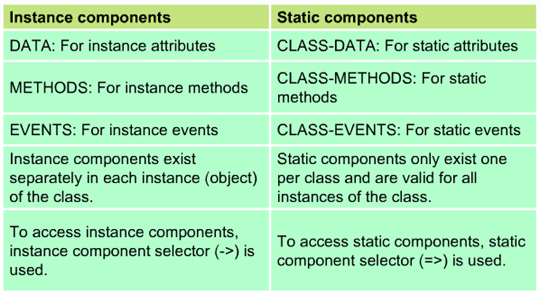 Instance components
Static components
DATA: For instance attributes
CLASS-DATA: For static attributes
METHODS: For instance methods
CLASS-METHODS: For static
methods
EVENTS: For instance events
CLASS-EVENTS: For static events
Instance components exist
separately in each instance (object)
of the class.
Static components only exist one
per class and are valid for all
instances of the class.
To access instance components,
instance component selector (->) is
used.
To access static components, static
component selector (=>) is used.